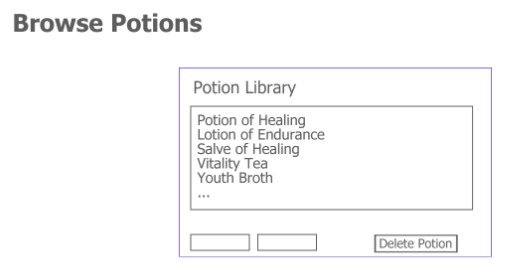 Browse Potions
Potion Library
Potion of Healing
Lotion of Endurance
Salve of Healing
Vitality Tea
Youth Broth
...
Delete Potion